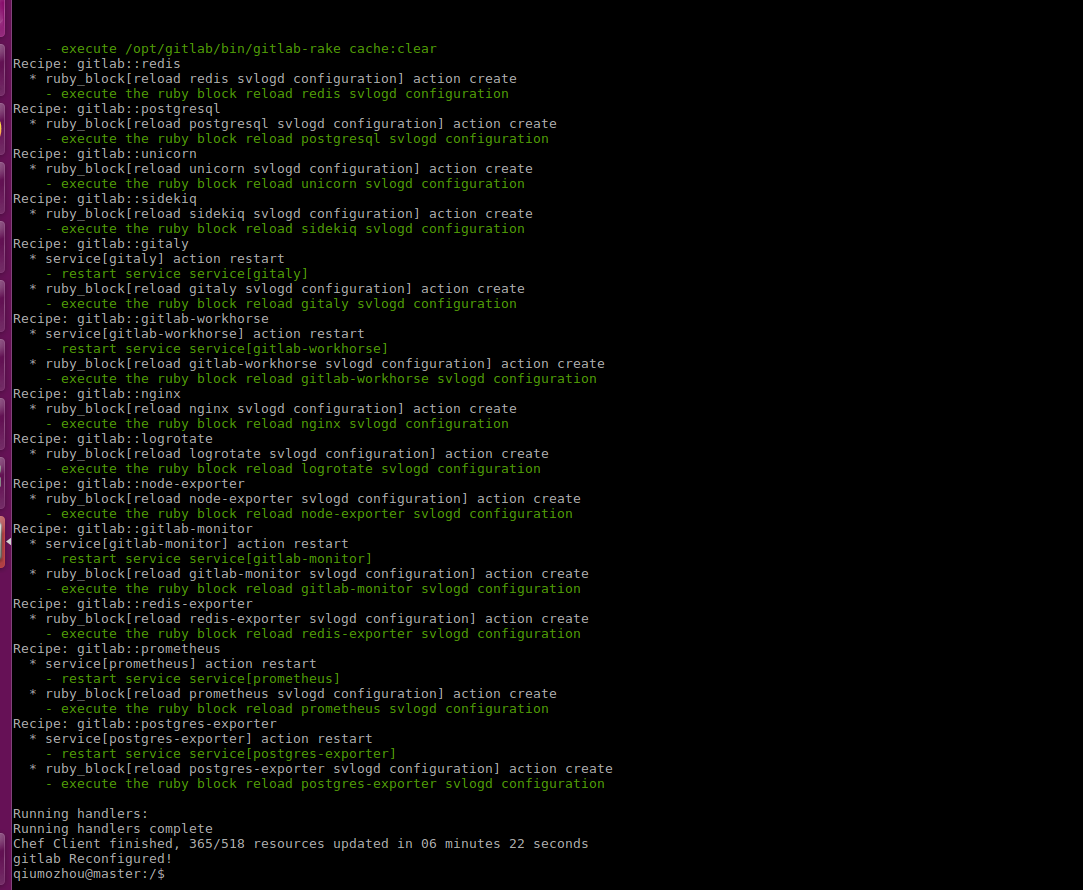 - execute /opt/gitlab/bin/gitlab-rake cache:clear
Recipe: gitlab::redis
  * ruby_block[reload redis svlogd configuration] action create
    - execute the ruby block reload redis svlogd configuration
Recipe: gitlab::postgresql
  * ruby_block[reload postgresql svlogd configuration] action create
    - execute the ruby block reload postgresql svlogd configuration
Recipe: gitlab::unicorn
  * ruby_block[reload unicorn svlogd configuration] action create
    - execute the ruby block reload unicorn svlogd configuration
Recipe: gitlab::sidekiq
  * ruby_block[reload sidekiq svlogd configuration] action create
    - execute the ruby block reload sidekiq svlogd configuration
Recipe: gitlab::gitaly
  * service[gitaly] action restart
    - restart service service[gitaly]
  * ruby_block[reload gitaly svlogd configuration] action create
    - execute the ruby block reload gitaly svlogd configuration
Recipe: gitlab::gitlab-workhorse
  * service[gitlab-workhorse] action restart
    - restart service service[gitlab-workhorse]
  * ruby_block[reload gitlab-workhorse svlogd configuration] action create
    - execute the ruby block reload gitlab-workhorse svlogd configuration
Recipe: gitlab::nginx
  * ruby_block[reload nginx svlogd configuration] action create
    - execute the ruby block reload nginx svlogd configuration
Recipe: gitlab::logrotate
  * ruby_block[reload logrotate svlogd configuration] action create
    - execute the ruby block reload logrotate svlogd configuration
Recipe: gitlab::node-exporter
  * ruby_block[reload node-exporter svlogd configuration] action create
    - execute the ruby block reload node-exporter svlogd configuration
Recipe: gitlab::gitlab-monitor
  * service[gitlab-monitor] action restart
    - restart service service[gitlab-monitor]
  * ruby_block[reload gitlab-monitor svlogd configuration] action create
    - execute the ruby block reload gitlab-monitor svlogd configuration
Recipe: gitlab::redis-exporter
  * ruby_block[reload redis-exporter svlogd configuration] action create
    - execute the ruby block reload redis-exporter svlogd configuration
Recipe: gitlab::prometheus
  * service[prometheus] action restart
    - restart service service[prometheus]
  * ruby_block[reload prometheus svlogd configuration] action create
    - execute the ruby block reload prometheus svlogd configuration
Recipe: gitlab::postgres-exporter
  * service[postgres-exporter] action restart
    - restart service service[postgres-exporter]
  * ruby_block[reload postgres-exporter svlogd configuration] action create
    - execute the ruby block reload postgres-exporter svlogd configuration

Running handlers:
Running handlers complete
Chef Client finished, 365/518 resources updated in 06 minutes 22 seconds
gitlab Reconfigured!
qiumozhou@master:/$